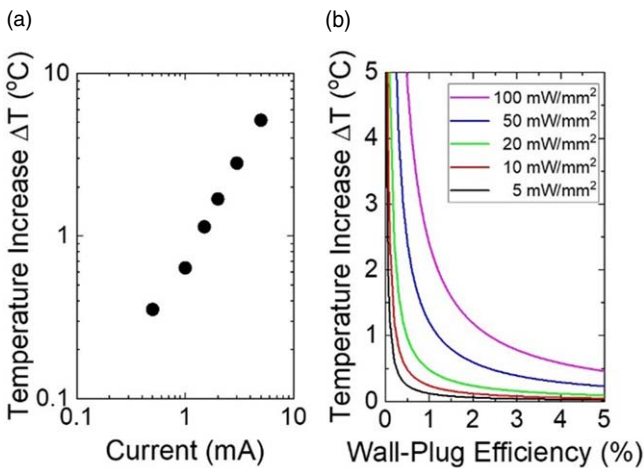 (a)
(b)
Temperature Increase ΔT (°C)
10
1
0.1
0.1
1
10
Current (mA)
Temperature Increase ΔT (°C)
5
4
3
2
1
0
100 mW/mm²
50 mW/mm²
20 mW/mm²
10 mW/mm²
5 mW/mm²
0
1
2
3
4
5
Wall-Plug Efficiency (%)